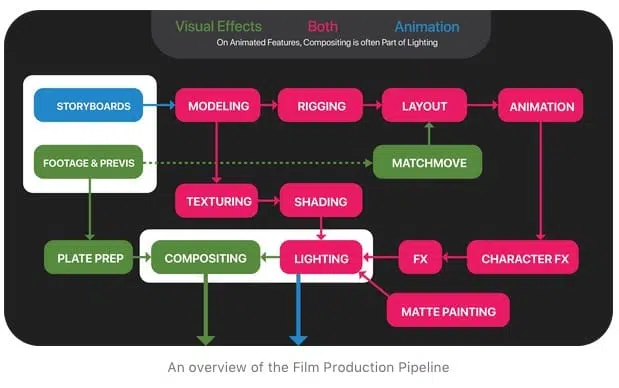 Visual Effects Both Animation
On Animated Features, Compositing is often Part of Lighting
STORYBOARDS MODELING RIGGING LAYOUT ANIMATION
FOOTAGE & PREVIS MATCHMOVE
TEXTURING SHADING
PLATE PREP COMPOSITING LIGHTING FX CHARACTER FX
MATTE PAINTING
An overview of the Film Production Pipeline